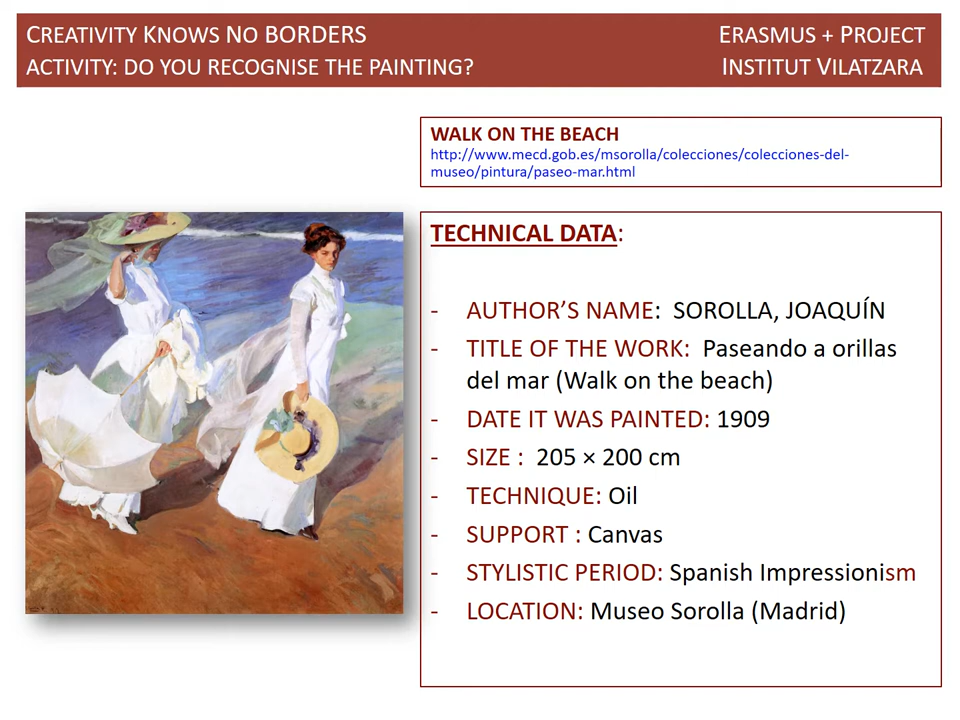 CREATIVITY KNOWS NO BORDERS
ERASMUS + PROJECT
ACTIVITY: DO YOU RECOGNISE THE PAINTING?
INSTITUT VILATZARA
WALK ON THE BEACH
http://www.mecd.gob.es/msorolla/colecciones/colecciones-del-
museo/pintura/paseo-mar.html
TECHNICAL DATA:
- AUTHOR'S NAME: SOROLLA, JOAQUÍN
- TITLE OF THE WORK: Paseando a orillas
del mar (Walk on the beach)
- DATE IT WAS PAINTED: 1909
- SIZE : 205 × 200 cm
- TECHNIQUE: Oil
- SUPPORT : Canvas
- STYLISTIC PERIOD: Spanish Impressionism
- LOCATION: Museo Sorolla (Madrid)